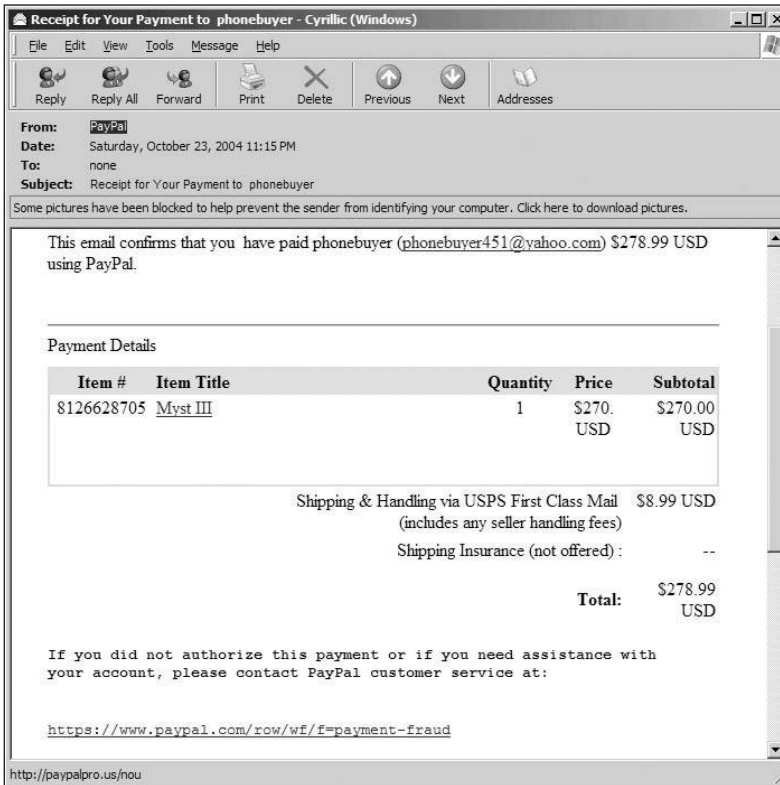 Receipt for Your Payment to phonebuyer - Cyrillic (Windows)
File Edit View Tools Message Help
Reply Reply All Forward Print Delete Previous Next Addresses
From: PayPal
Date: Saturday, October 23, 2004 11:15 PM
To: none
Subject: Receipt for Your Payment to phonebuyer
Some pictures have been blocked to help prevent the sender from identifying your computer. Click here to download pictures.
This email confirms that you have paid phonebuyer (phonebuyer451@yahoo.com) $278.99 USD
using PayPal.
Payment Details
Item # Item Title Quantity Price Subtotal
8126628705 Myst III 1 $270. $270.00
USD USD
Shipping & Handling via USPS First Class Mail $8.99 USD
(includes any seller handling fees)
Shipping Insurance (not offered) : --
Total: $278.99
USD
If you did not authorize this payment or if you need assistance with
your account, please contact PayPal customer service at:
https://www.paypal.com/row/wf/f=payment-fraud
http://paypalpro.us/nou